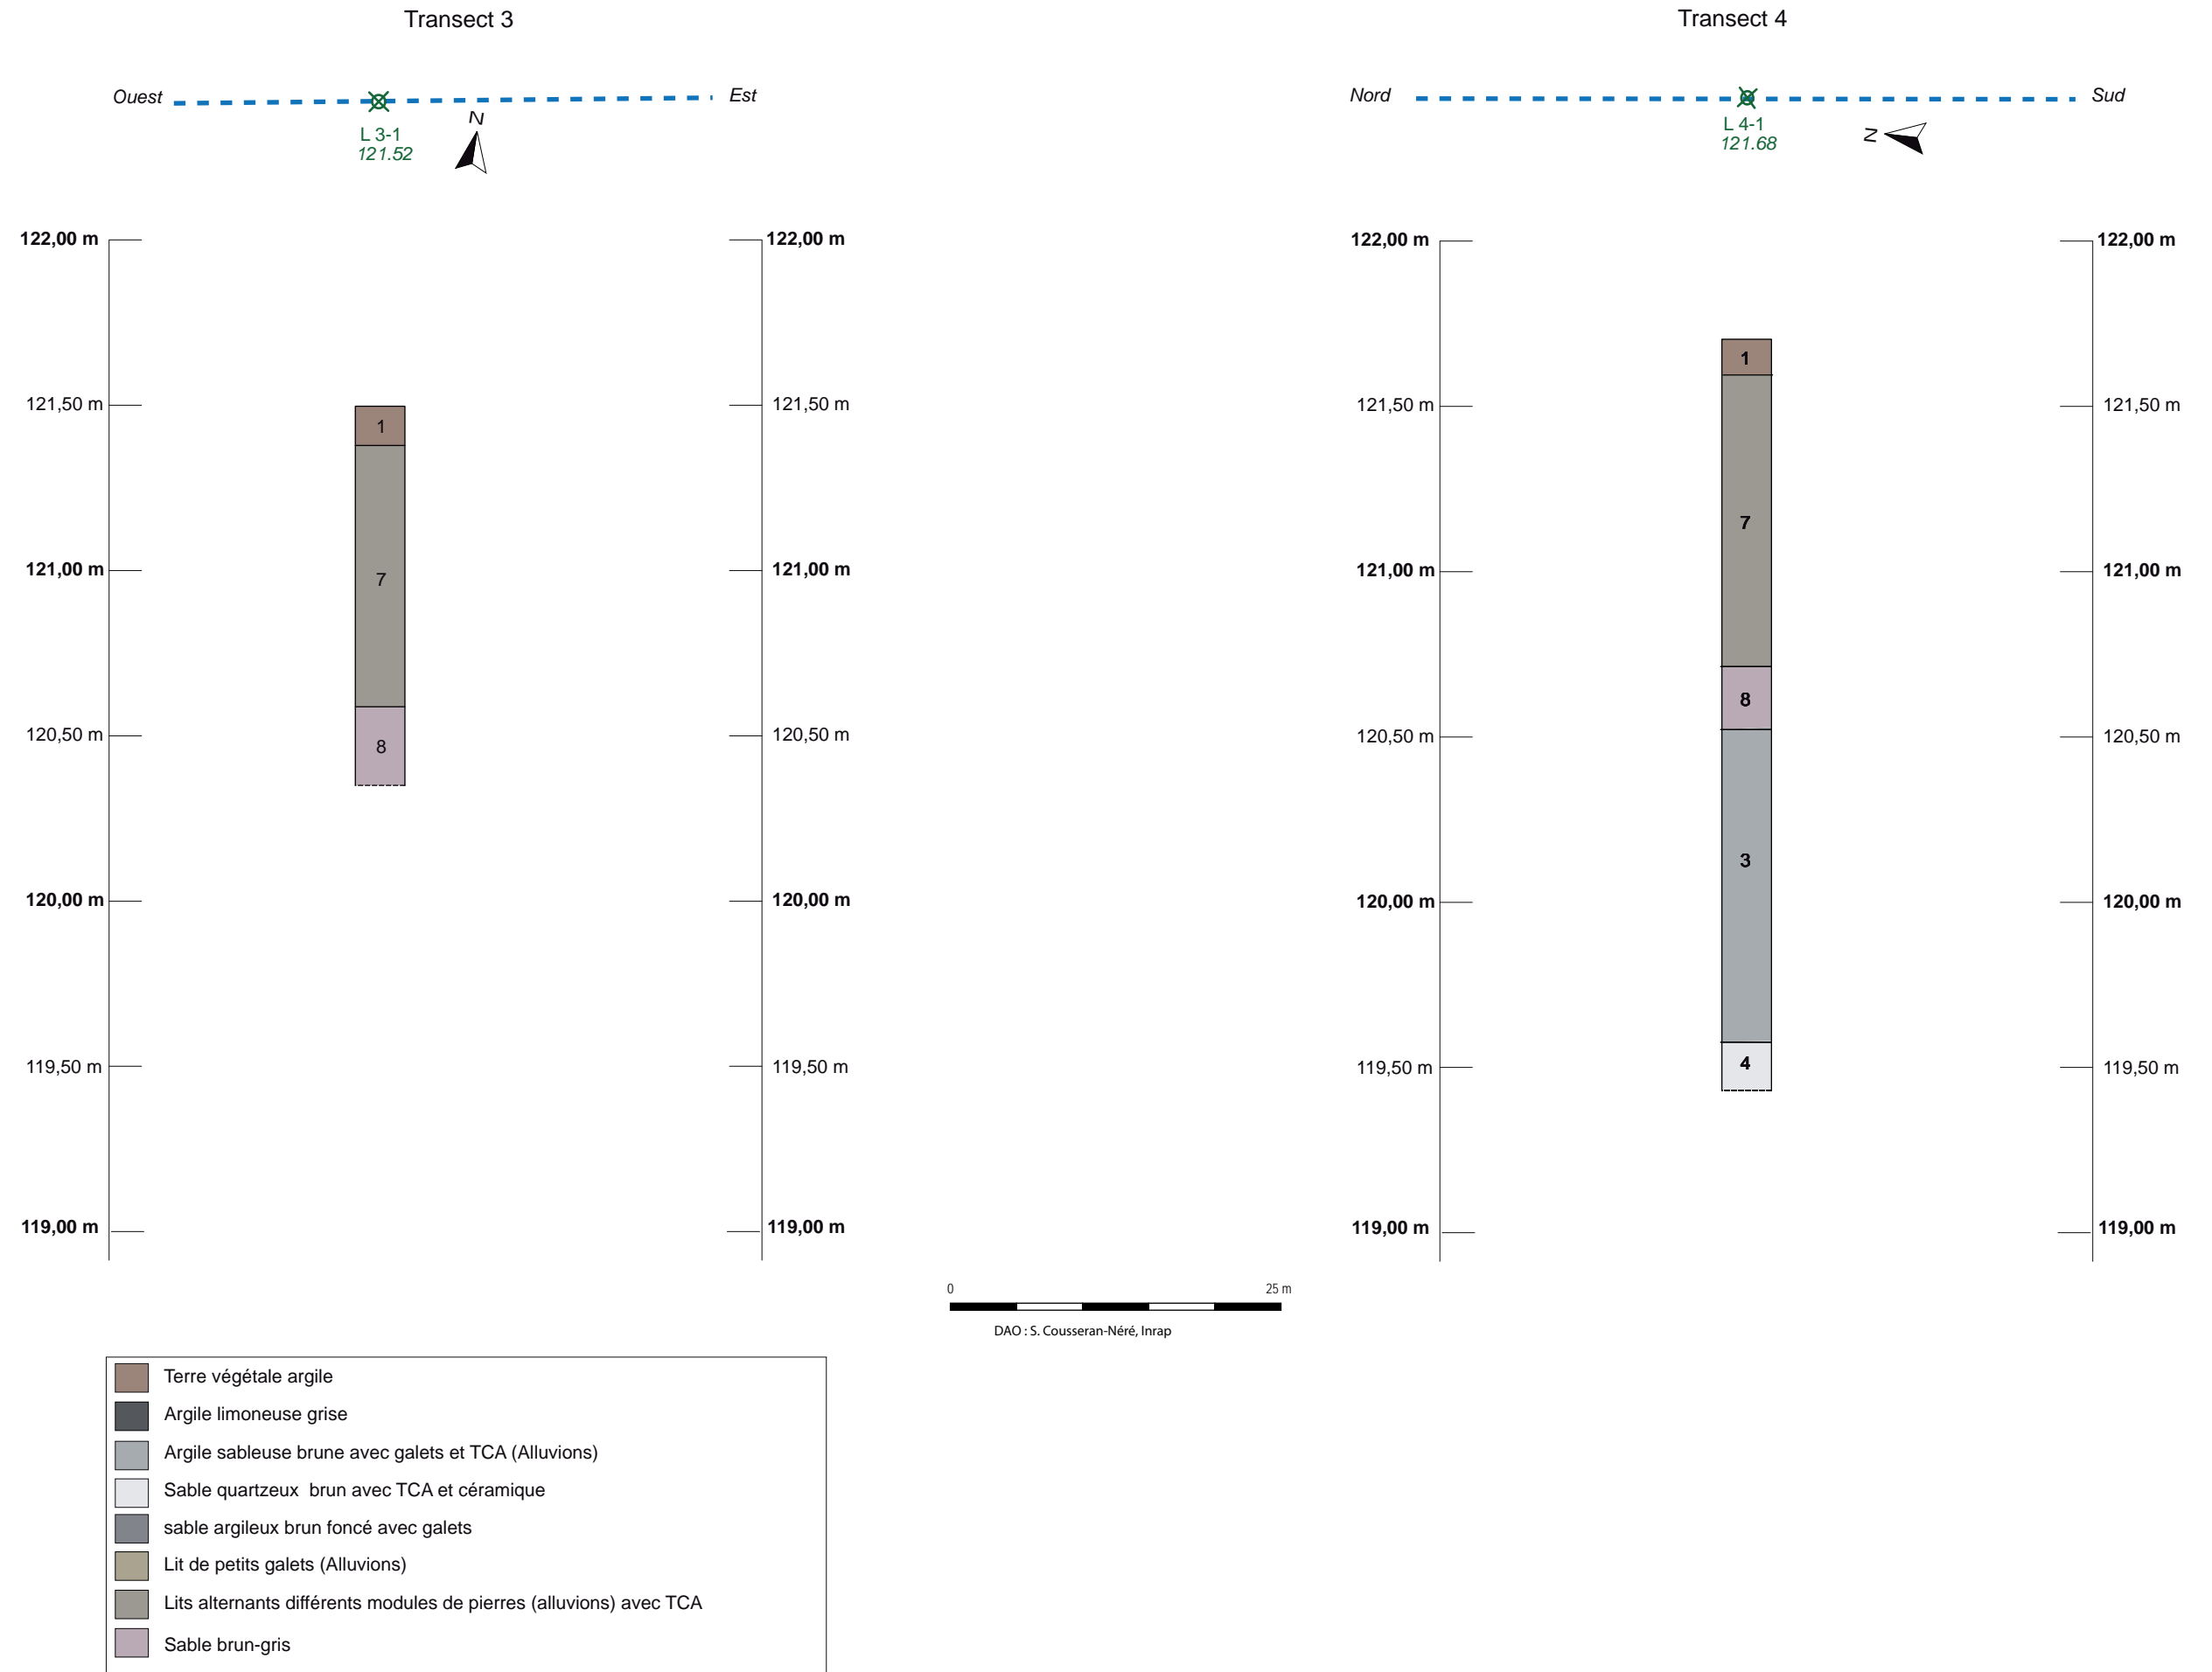 Transect 3
Ouest
Est
N
L 3-1
121.52
122,00 m
122,00 m
121,50 m
121,50 m
121,00 m
121,00 m
120,50 m
120,50 m
120,00 m
120,00 m
119,50 m
119,50 m
119,00 m
119,00 m
1
7
8
Transect 4
Nord
Sud
N
L 4-1
121.68
122,00 m
122,00 m
121,50 m
121,50 m
121,00 m
121,00 m
120,50 m
120,50 m
120,00 m
120,00 m
119,50 m
119,50 m
119,00 m
119,00 m
1
7
8
3
4
0 25 m
DAO : S. Cousseran-Néré, Inrap
Terre végétale argile
Argile limoneuse grise
Argile sableuse brune avec galets et TCA (Alluvions)
Sable quartzeux brun avec TCA et céramique
sable argileux brun foncé avec galets
Lit de petits galets (Alluvions)
Lits alternants différents modules de pierres (alluvions) avec TCA
Sable brun-gris